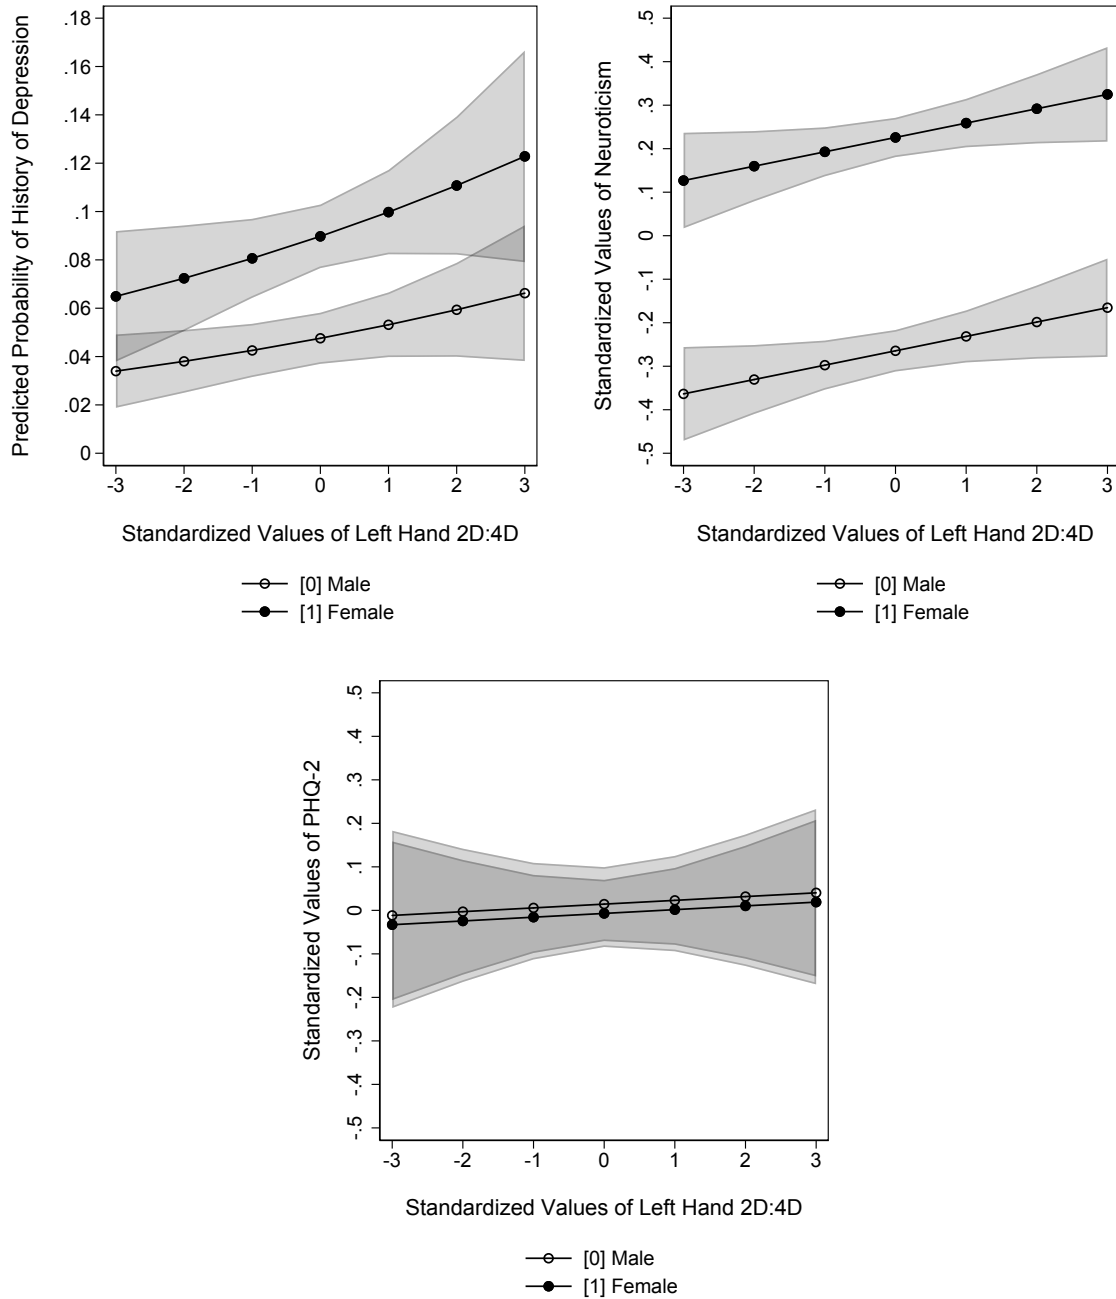 Predicted Probability of History of Depression
.18
.16
.14
.12
.1
.08
.06
.04
.02
0
-3 -2 -1 0 1 2 3
Standardized Values of Left Hand 2D:4D
[0] Male
[1] Female
Standardized Values of Neuroticism
.5
.4
.3
.2
.1
0
-.1
-.2
-.3
-.4
-.5
-3 -2 -1 0 1 2 3
Standardized Values of Left Hand 2D:4D
[0] Male
[1] Female
Standardized Values of PHQ-2
.5
.4
.3
.2
.1
0
-.1
-.2
-.3
-.4
-.5
-3 -2 -1 0 1 2 3
Standardized Values of Left Hand 2D:4D
[0] Male
[1] Female